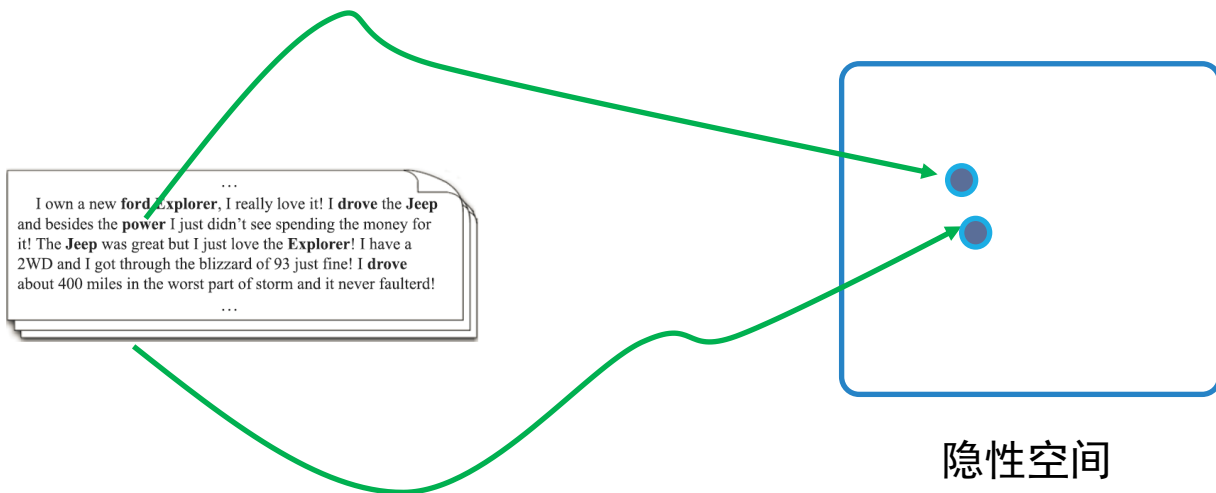 …
I own a new ford Explorer, I really love it! I drove the Jeep
and besides the power I just didn’t see spending the money for
it! The Jeep was great but I just love the Explorer! I have a
2WD and I got through the blizzard of 93 just fine! I drove
about 400 miles in the worst part of storm and it never faulterd!
…
隐性空间